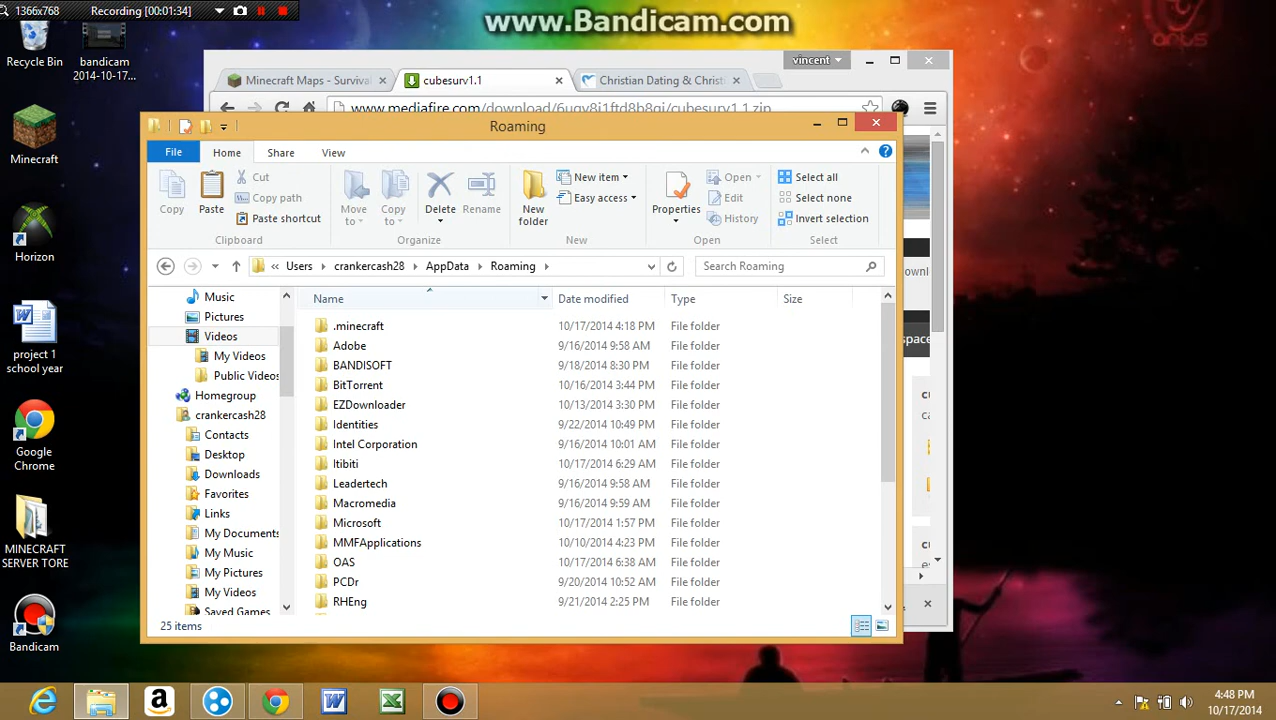 1366x768 Recording [00:01:34]
www.Bandicam.com
Recycle Bin
bandicam
2014-10-17...
Minecraft
Horizon
project 1
school year
Google
Chrome
MINECRAFT
SERVER TORE
Bandicam
vincent
Minecraft Maps - Survival
cubesurv1.1
Christian Dating & Christi
Roaming
File Home Share View
Copy
Paste
Cut
Copy path
Paste shortcut
Clipboard
Move
to
Copy
to
Delete
Rename
Organize
New
folder
New item
Easy access
New
Properties
Open
Edit
History
Open
Select all
Select none
Invert selection
Select
Users crankercash28 AppData Roaming
Search Roaming
Music
Pictures
Videos
My Videos
Public Videos
Homegroup
crankercash28
Contacts
Desktop
Downloads
Favorites
Links
My Documents
My Music
My Pictures
My Videos
Saved Games
Name Date modified Type Size
.minecraft 10/17/2014 4:18 PM File folder
Adobe 9/16/2014 9:58 AM File folder
BANDISOFT 9/18/2014 8:30 PM File folder
BitTorrent 10/16/2014 3:44 PM File folder
EZDownloader 10/13/2014 3:30 PM File folder
Identities 9/22/2014 10:49 PM File folder
Intel Corporation 9/16/2014 10:01 AM File folder
Itibiti 10/17/2014 6:29 AM File folder
Leadertech 9/16/2014 9:58 AM File folder
Macromedia 9/16/2014 9:59 AM File folder
Microsoft 10/17/2014 1:57 PM File folder
MMFApplications 10/10/2014 4:23 PM File folder
OAS 10/17/2014 6:38 AM File folder
PCDr 9/20/2014 10:52 AM File folder
RHEng 9/21/2014 2:25 PM File folder
25 items
4:48 PM
10/17/2014